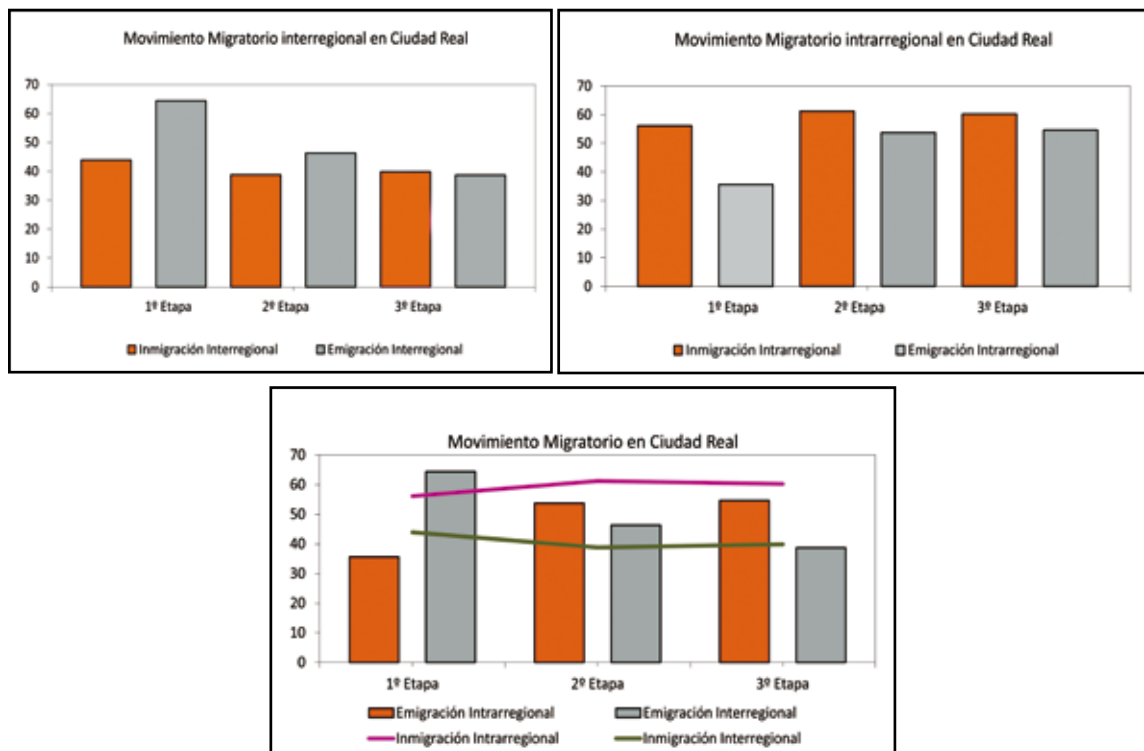 Movimiento Migratorio interregional en Ciudad Real
70
60
50
40
30
20
10
0
1º Etapa 2º Etapa 3º Etapa
Inmigración Interregional Emigración Interregional
Movimiento Migratorio intrarregional en Ciudad Real
70
60
50
40
30
20
10
0
1º Etapa 2º Etapa 3º Etapa
Inmigración Intrarregional Emigración Intrarregional
Movimiento Migratorio en Ciudad Real
70
60
50
40
30
20
10
0
1º Etapa 2º Etapa 3º Etapa
Emigración Intrarregional Emigración Interregional
Inmigración Intrarregional Inmigración Interregional